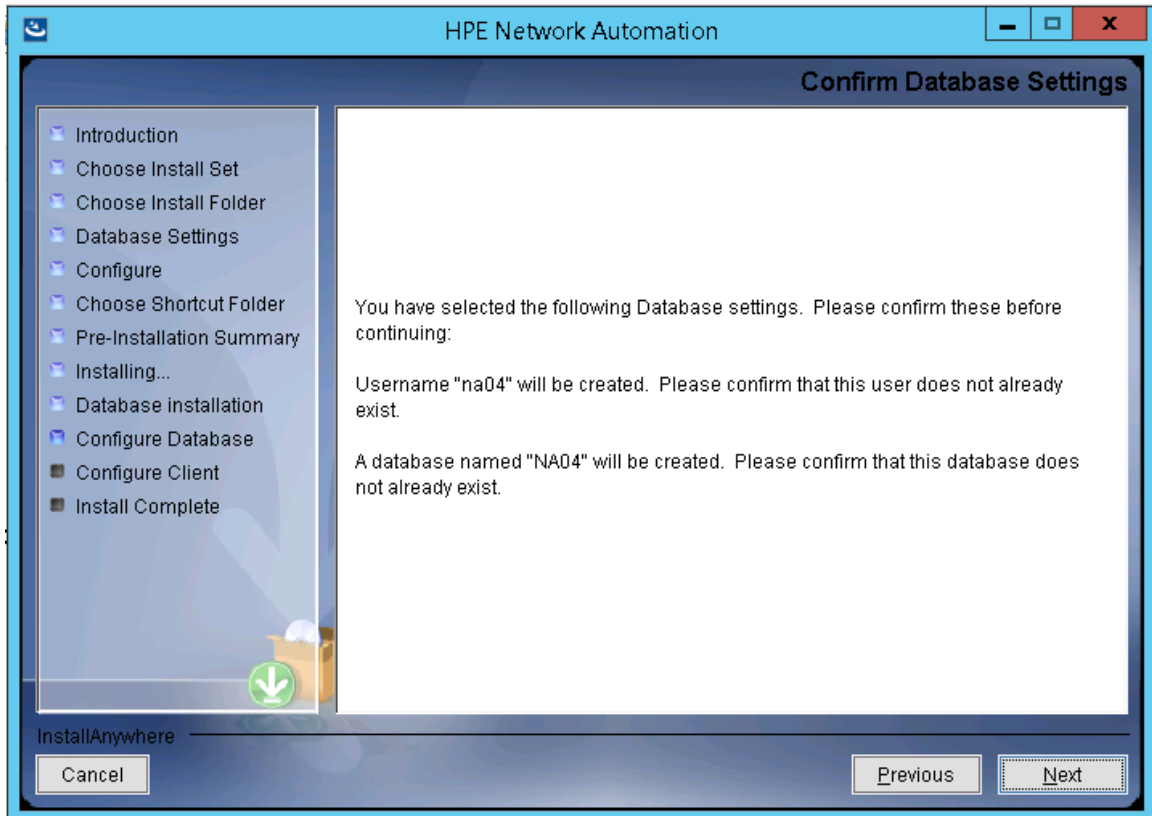 HPE Network Automation
Confirm Database Settings
Introduction
Choose Install Set
Choose Install Folder
Database Settings
Configure
Choose Shortcut Folder
Pre-Installation Summary
Installing...
Database installation
Configure Database
Configure Client
Install Complete
You have selected the following Database settings.  Please confirm these before
continuing:
Username "na04" will be created.  Please confirm that this user does not already
exist.
A database named "NA04" will be created.  Please confirm that this database does
not already exist.
InstallAnywhere
Cancel
Previous
Next